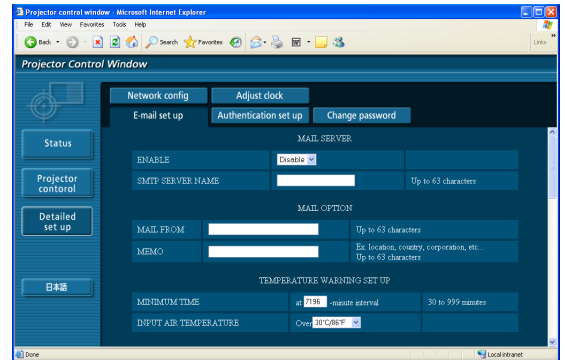 Projector control window - Microsoft Internet Explorer
File Edit View Favorites Tools Help
Back Search Favorites Links
Projector Control Window
Network config Adjust clock
E-mail set up Authentication set up Change password
Status
Projector contorol
Detailed set up
日本語
MAIL SERVER
ENABLE Disable
SMTP SERVER NAME Up to 63 characters
MAIL OPTION
MAIL FROM Up to 63 characters
MEMO Ex. location, country, corporation, etc...
Up to 63 characters
TEMPERATURE WARNING SET UP
MINIMUM TIME at 7196 -minute interval 30 to 999 minutes
INPUT AIR TEMPERATURE Over 30°C/86°F
Done Local intranet